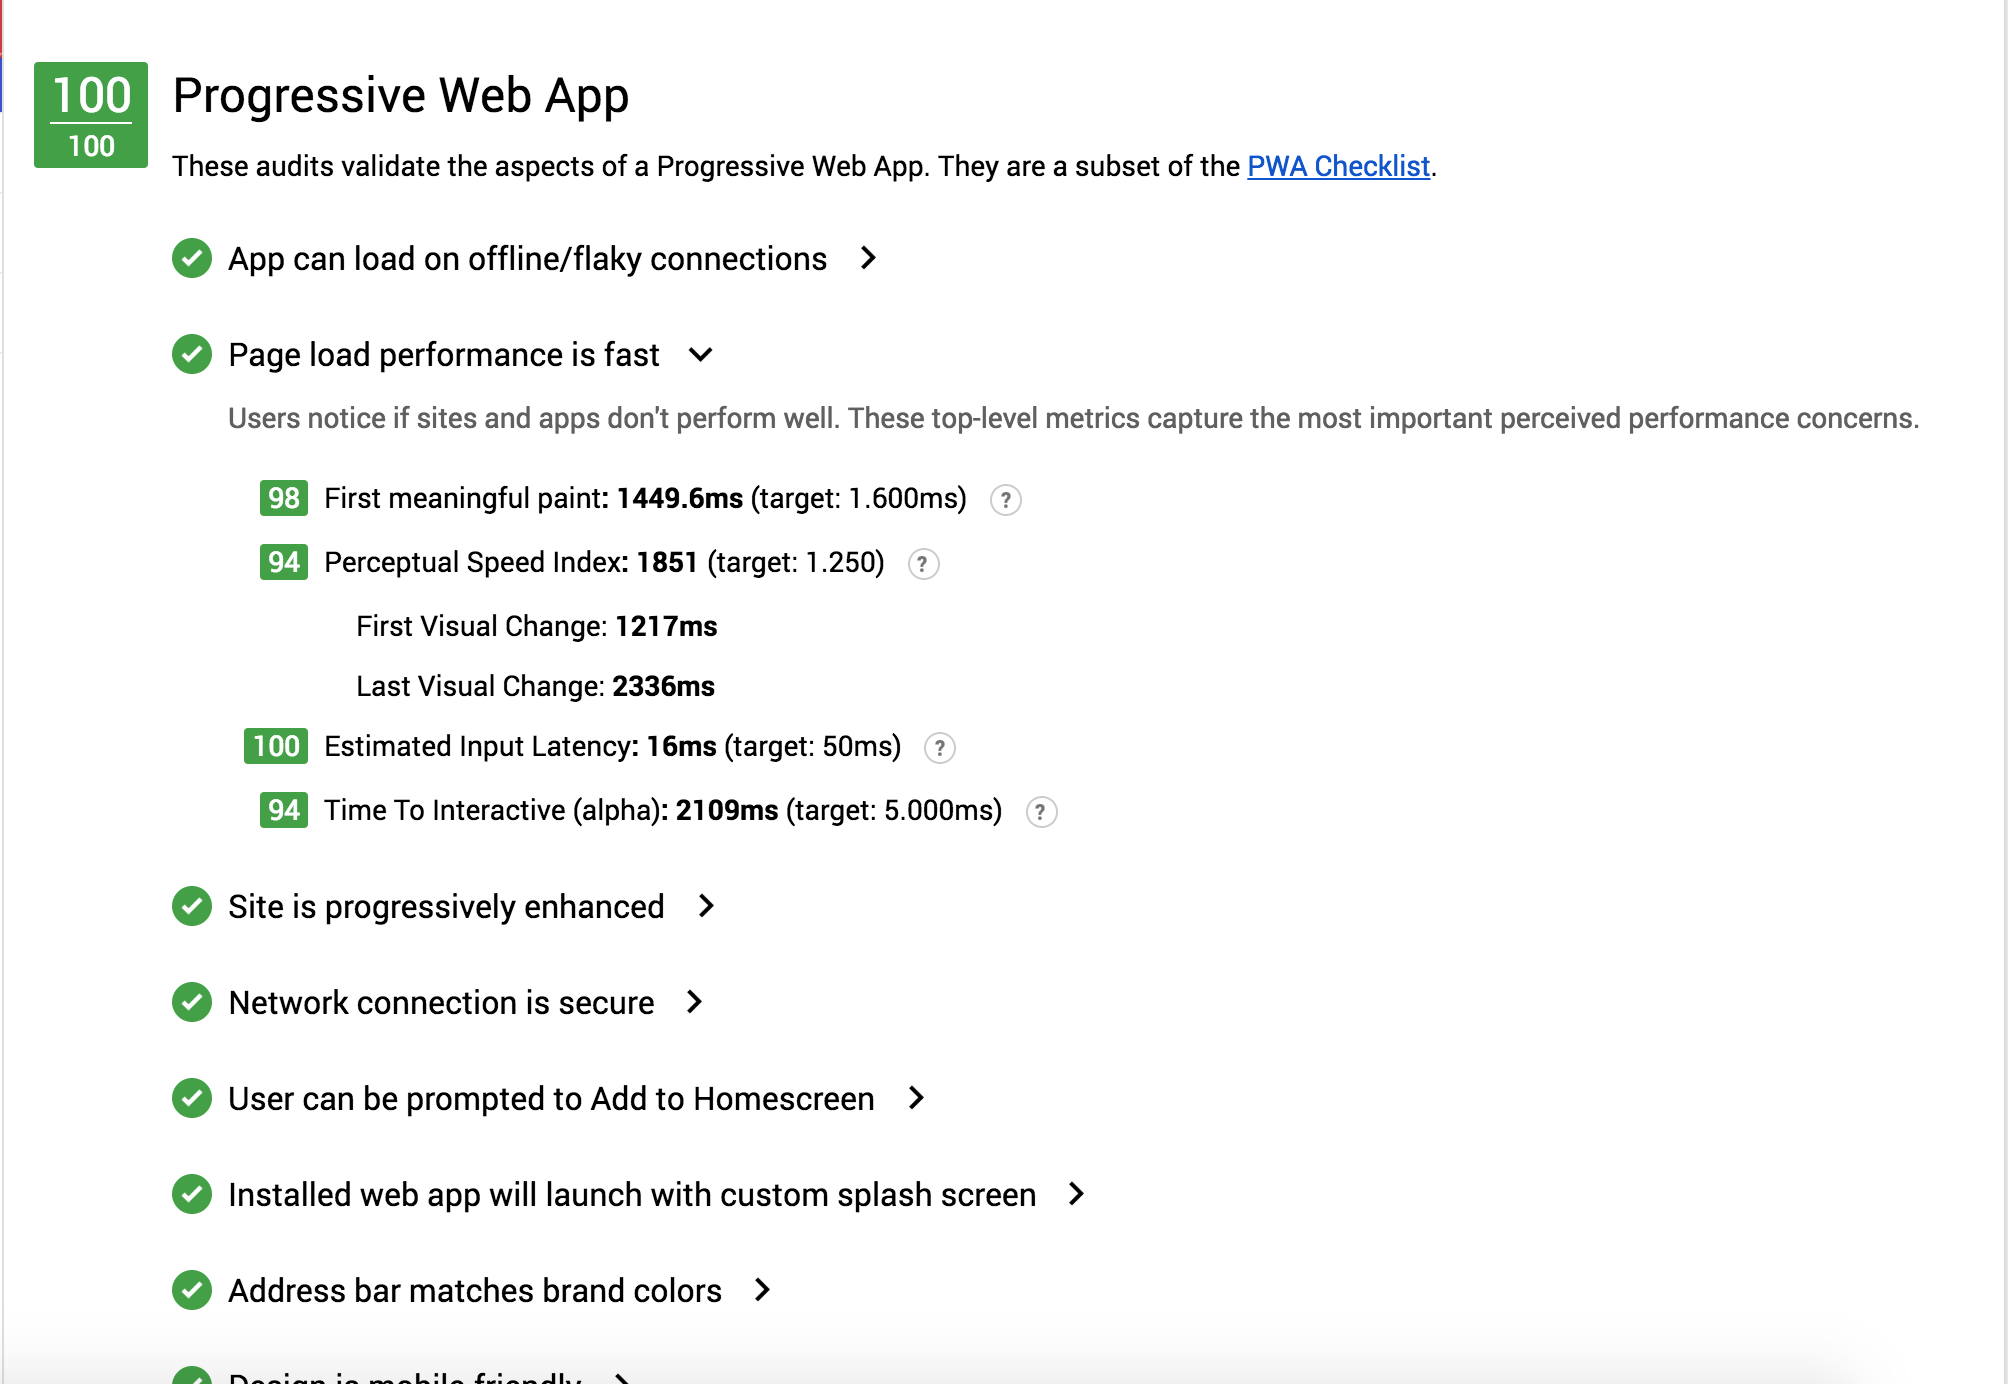 100
100
Progressive Web App
These audits validate the aspects of a Progressive Web App. They are a subset of the PWA Checklist.
App can load on offline/flaky connections
Page load performance is fast
Users notice if sites and apps don't perform well. These top-level metrics capture the most important perceived performance concerns.
98 First meaningful paint: 1449.6ms (target: 1.600ms) ?
94 Perceptual Speed Index: 1851 (target: 1.250) ?
First Visual Change: 1217ms
Last Visual Change: 2336ms
100 Estimated Input Latency: 16ms (target: 50ms) ?
94 Time To Interactive (alpha): 2109ms (target: 5.000ms) ?
Site is progressively enhanced
Network connection is secure
User can be prompted to Add to Homescreen
Installed web app will launch with custom splash screen
Address bar matches brand colors
Design is mobile friendly